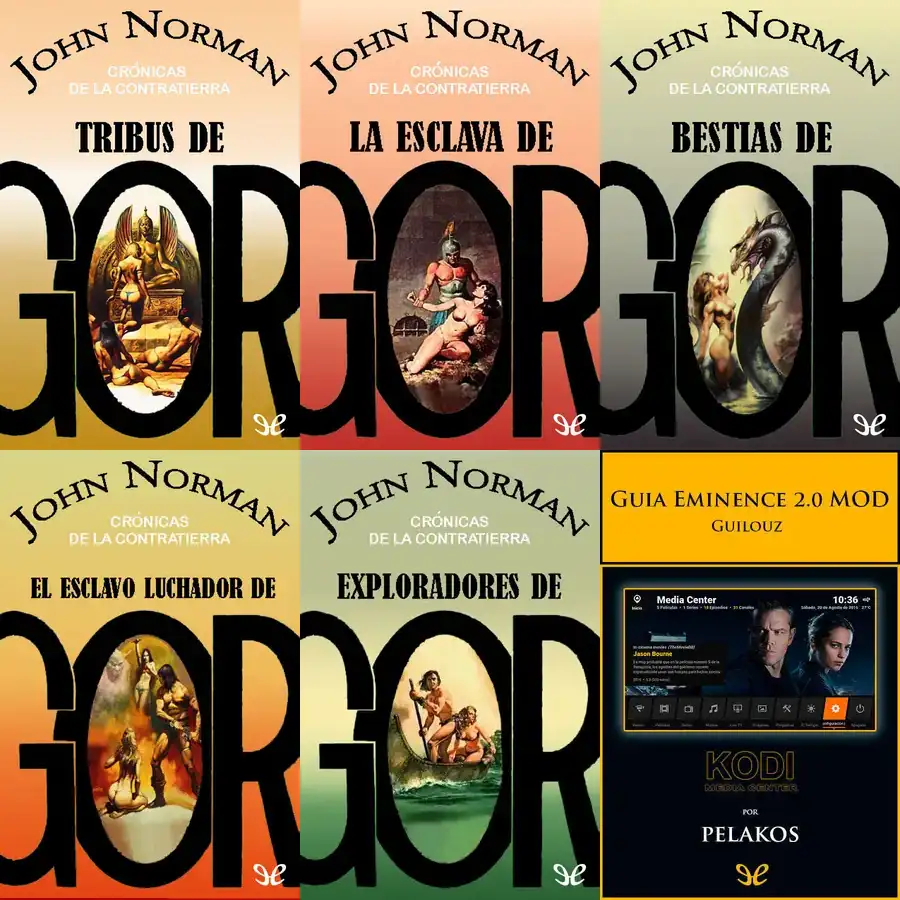 JOHN NORMAN
CRÓNICAS
DE LA CONTRATIERRA
TRIBUS DE
GOR
JOHN NORMAN
CRÓNICAS
DE LA CONTRATIERRA
LA ESCLAVA DE
GOR
JOHN NORMAN
CRÓNICAS
DE LA CONTRATIERRA
BESTIAS DE
GOR
JOHN NORMAN
CRÓNICAS
DE LA CONTRATIERRA
EL ESCLAVO LUCHADOR DE
GOR
JOHN NORMAN
CRÓNICAS
DE LA CONTRATIERRA
EXPLORADORES DE
GOR
GUIA EMINENCE 2.0 MOD
GUILOUZ
Media Center
10:36
Jason Bourne
KODI
MEDIA CENTER
POR
PELAKOS